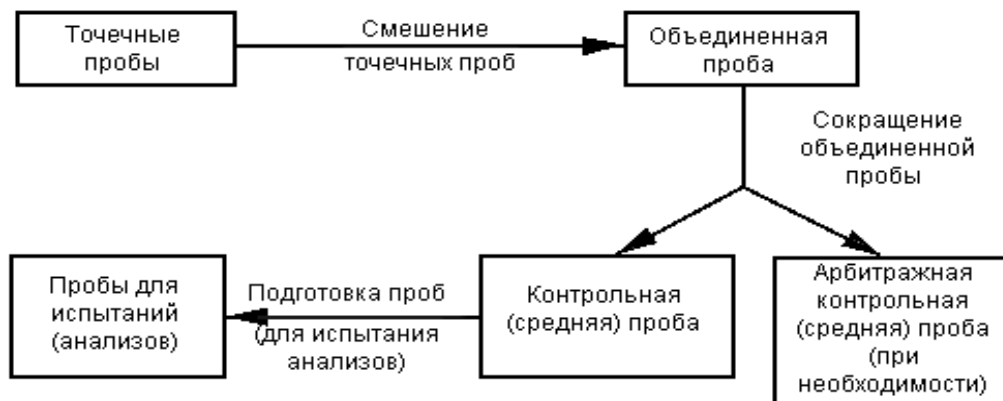 Точечные
пробы
Смешение
точечных проб
Объединенная
проба
Сокращение
объединенной
пробы
Пробы для
испытаний
(анализов)
Подготовка проб
(для испытания
анализов)
Контрольная
(средняя) проба
Арбитражная
контрольная
(средняя) проба
(при
необходимости)